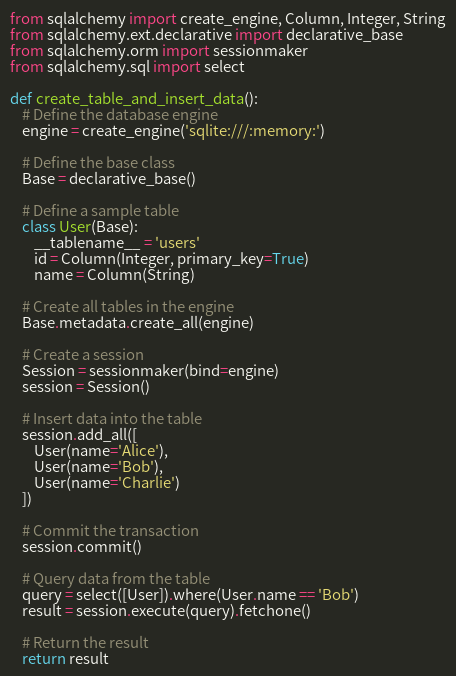 from sqlalchemy import create_engine, Column, Integer, String
from sqlalchemy.ext.declarative import declarative_base
from sqlalchemy.orm import sessionmaker
from sqlalchemy.sql import select

def create_table_and_insert_data():
    # Define the database engine
    engine = create_engine('sqlite:///:memory:')

    # Define the base class
    Base = declarative_base()

    # Define a sample table
    class User(Base):
        __tablename__ = 'users'
        id = Column(Integer, primary_key=True)
        name = Column(String)

    # Create all tables in the engine
    Base.metadata.create_all(engine)

    # Create a session
    Session = sessionmaker(bind=engine)
    session = Session()

    # Insert data into the table
    session.add_all([
        User(name='Alice'),
        User(name='Bob'),
        User(name='Charlie')
    ])

    # Commit the transaction
    session.commit()

    # Query data from the table
    query = select([User]).where(User.name == 'Bob')
    result = session.execute(query).fetchone()

    # Return the result
    return result